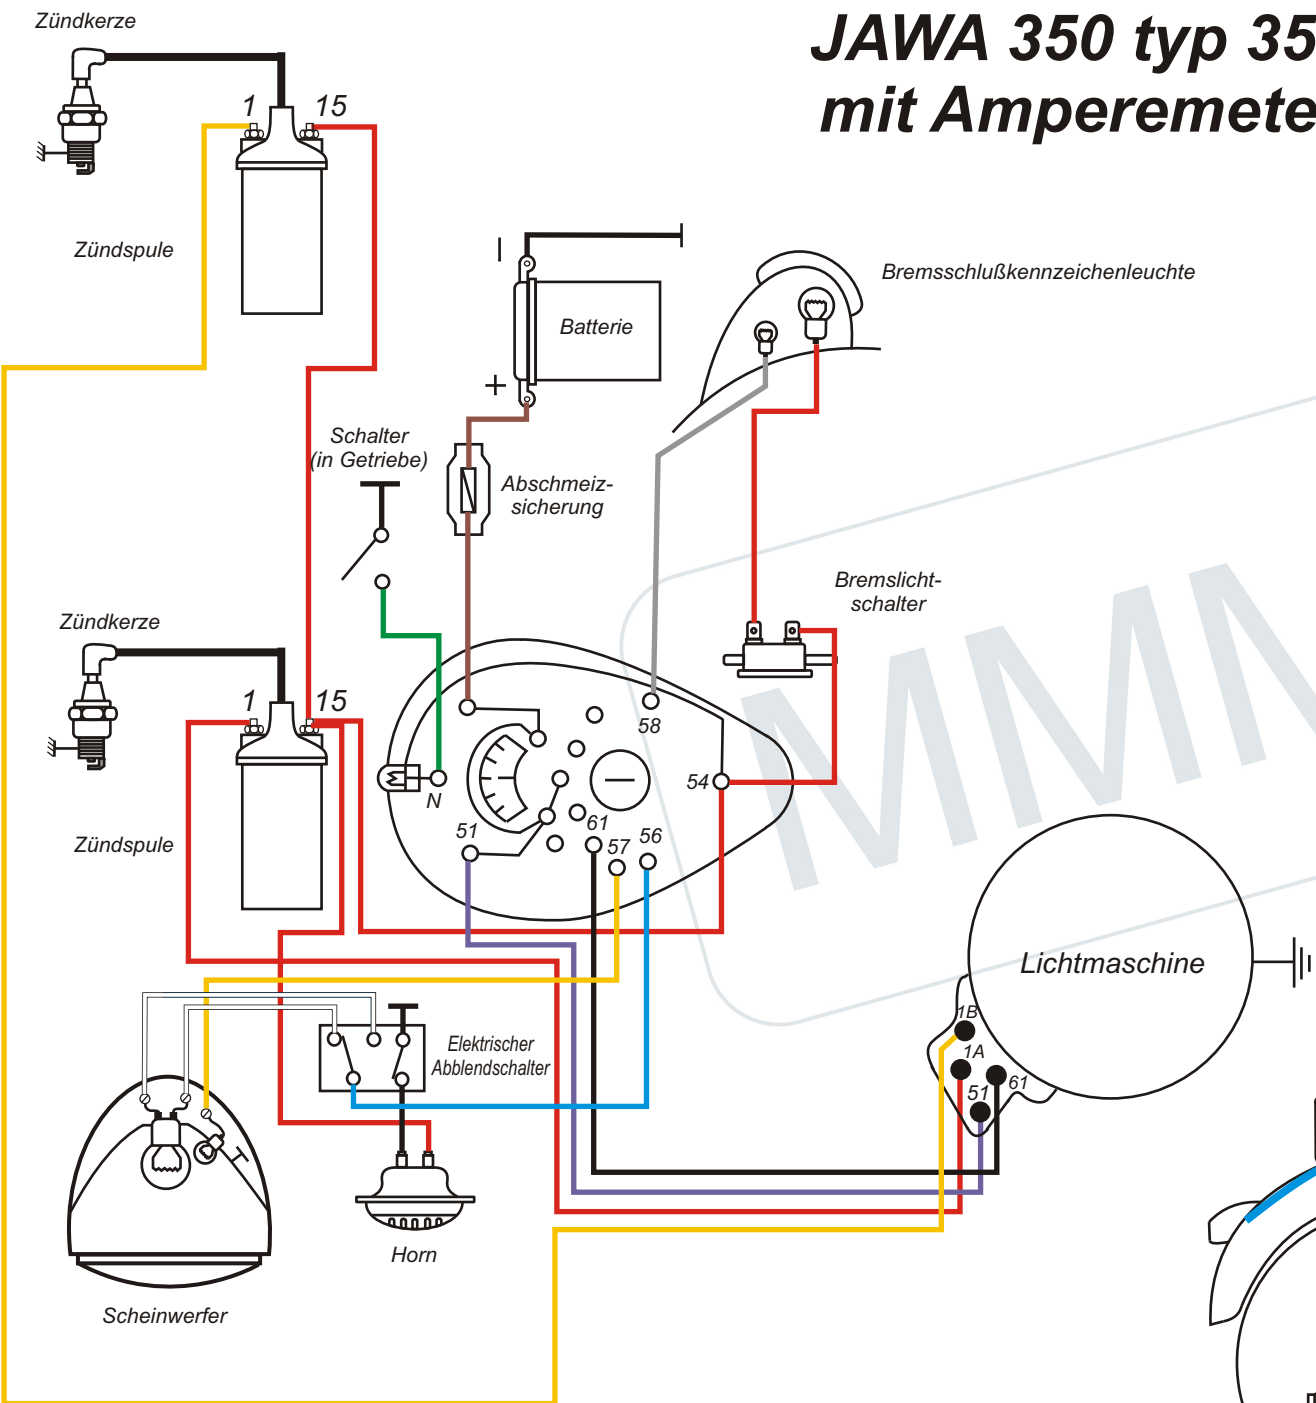 Zündkerze
JAWA 350 typ 35
mit Amperemete
1
15
Zündspule
Bremsschlußkennzeichenleuchte
Batterie
+
Schalter
(in Getriebe)
Abschmeiz-
sicherung
Bremslicht-
schalter
MMM
Zündkerze
1
15
58
54
N
51
61
57
56
Zündspule
Lichtmaschine
1B
1A
51
61
Elektrischer
Abblendschalter
Horn
Scheinwerfer